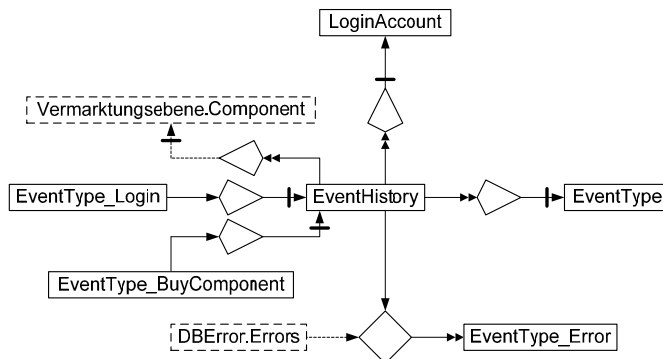 LoginAccount
Vermarktungsebene.Component
EventType_Login
EventHistory
EventType
EventType_BuyComponent
DBError.Errors
EventType_Error